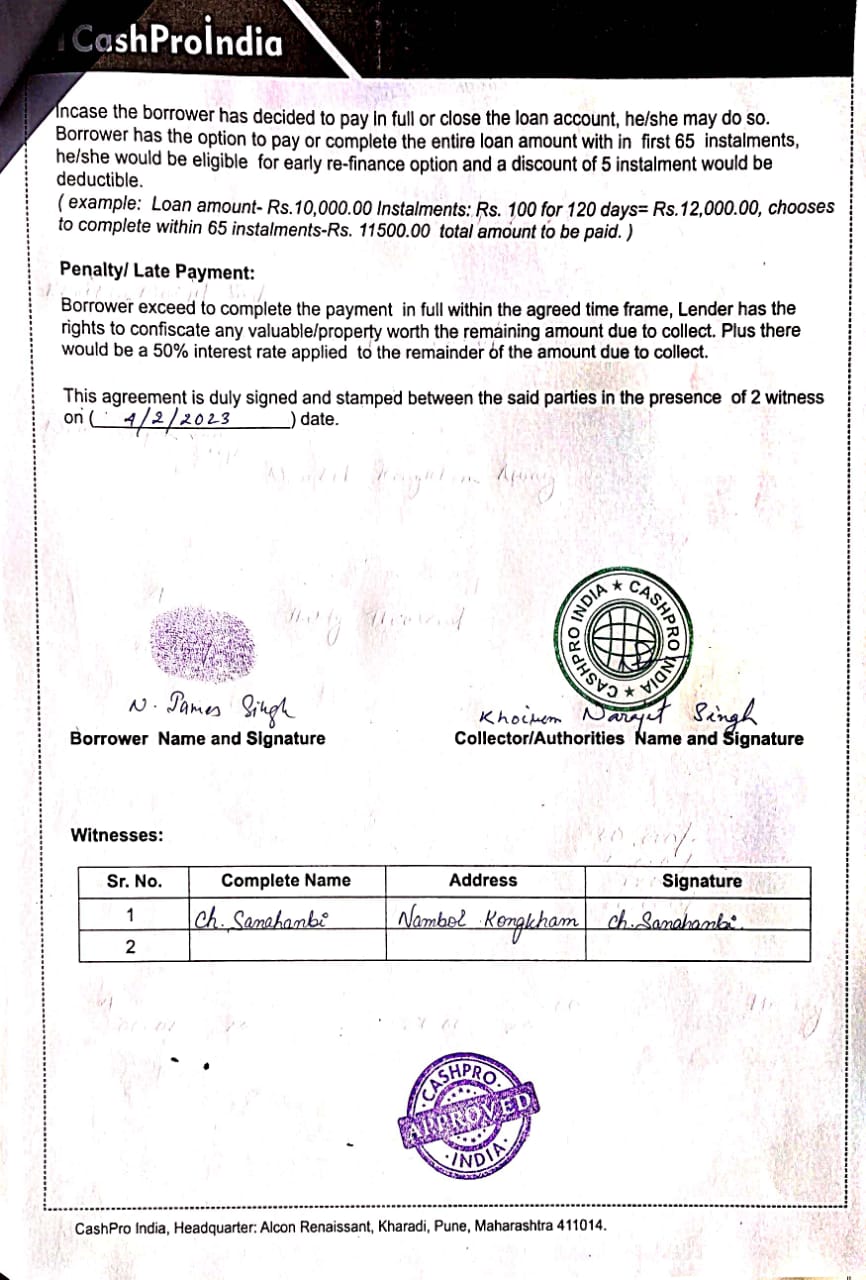 CashProIndia
Incase the borrower has decided to pay in full or close the loan account, he/she may do so.
Borrower has the option to pay or complete the entire loan amount with in first 65 instalments,
he/she would be eligible for early re-finance option and a discount of 5 instalment would be
deductible.
( example: Loan amount- Rs.10,000.00 Instalments: Rs. 100 for 120 days= Rs.12,000.00, chooses
to complete within 65 instalments-Rs. 11500.00 total amount to be paid. )
Penalty/ Late Payment:
Borrower exceed to complete the payment in full within the agreed time frame, Lender has the
rights to confiscate any valuable/property worth the remaining amount due to collect. Plus there
would be a 50% interest rate applied to the remainder of the amount due to collect.
This agreement is duly signed and stamped between the said parties in the presence of 2 witness
on ( 4/2/2023 ) date.
CASHPRO INDIA ★ CASHPRO INDIA ★
N. James Singh
Khoirom Naryit Singh
Borrower Name and Signature
Collector/Authorities Name and Signature
Witnesses:
Sr. No. Complete Name Address Signature
1 Ch. Sanahanbi Nambol Kongkham Ch. Sanahanbi
2
CASHPRO
APPROVED
INDIA
CashPro India, Headquarter: Alcon Renaissant, Kharadi, Pune, Maharashtra 411014.